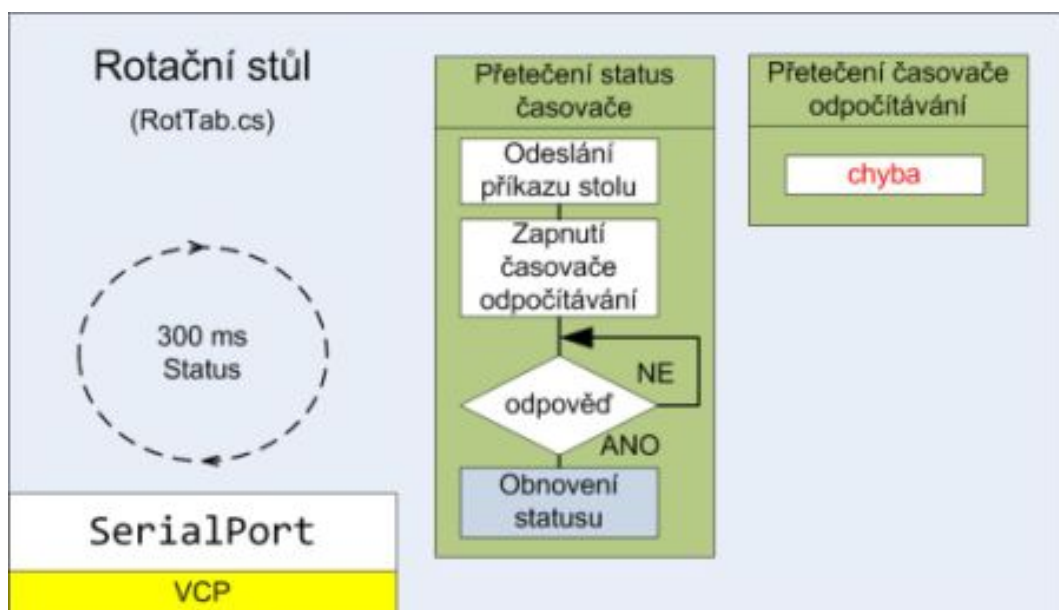 Rotační stůl
(RotTab.cs)
300 ms
Status
SerialPort
VCP
Přetečení status
časovače
Odeslání
příkazu stolu
Zapnutí
časovače
odpočítávání
NE
odpověď
ANO
Obnovení
statusu
Přetečení časovače
odpočítávání
chyba